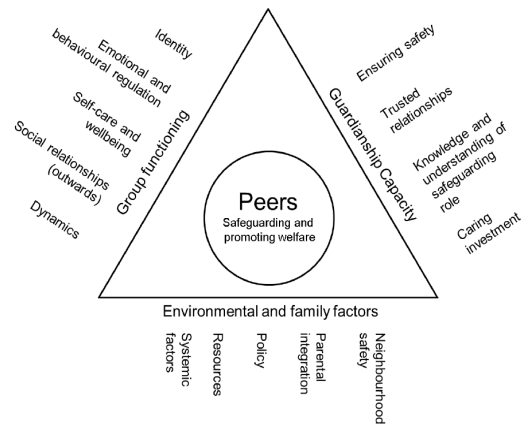 Identity
Emotional and
behavioural regulation
Self-care and
wellbeing
Social relationships
(outwards)
Dynamics
Group functioning
Ensuring safety
Trusted
relationships
Knowledge and
understanding of
safeguarding
role
Caring
investment
Guardianship Capacity
Peers
Safeguarding and
promoting welfare
Environmental and family factors
Systemic
factors
Resources
Policy
Parental
integration
Neighbourhood
safety